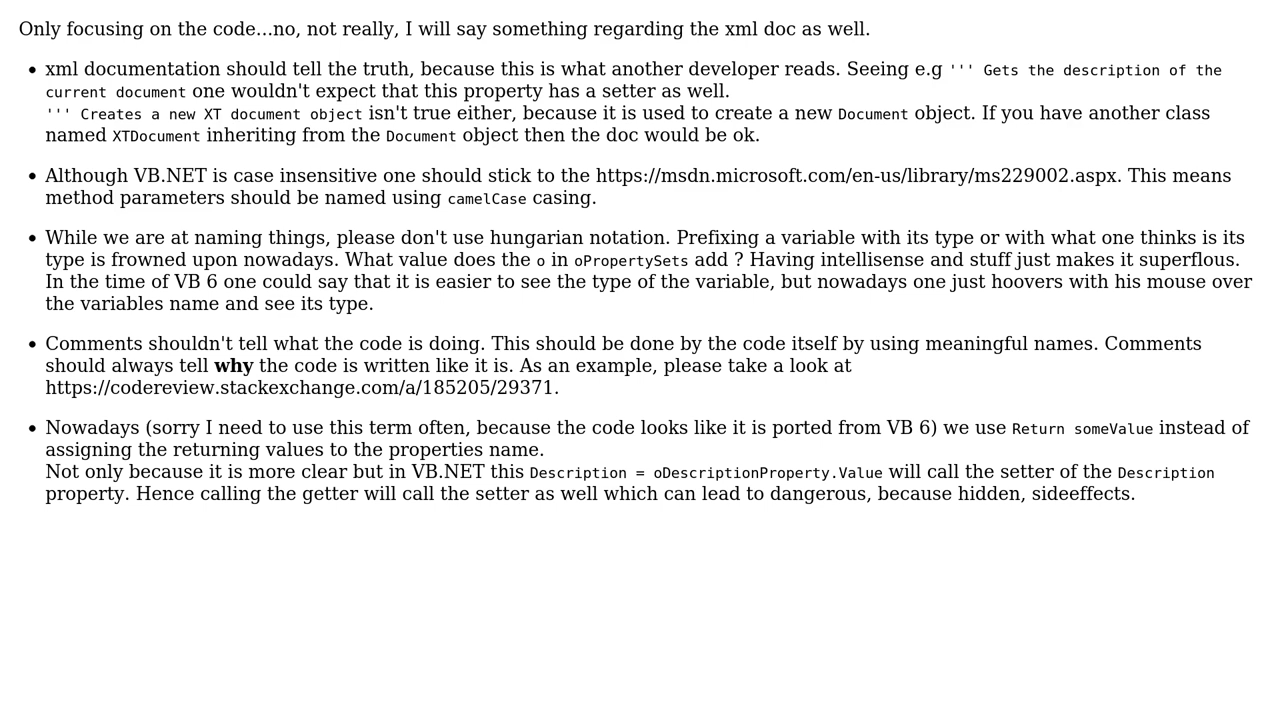 Only focusing on the code...no, not really, I will say something regarding the xml doc as well.
• xml documentation should tell the truth, because this is what another developer reads. Seeing e.g ''' Gets the description of the
current document one wouldn't expect that this property has a setter as well.
''' Creates a new XT document object isn't true either, because it is used to create a new Document object. If you have another class
named XTDocument inheriting from the Document object then the doc would be ok.
• Although VB.NET is case insensitive one should stick to the https://msdn.microsoft.com/en-us/library/ms229002.aspx. This means
method parameters should be named using camelCase casing.
• While we are at naming things, please don't use hungarian notation. Prefixing a variable with its type or with what one thinks is its
type is frowned upon nowadays. What value does the o in oPropertySets add ? Having intellisense and stuff just makes it superflous.
In the time of VB 6 one could say that it is easier to see the type of the variable, but nowadays one just hoovers with his mouse over
the variables name and see its type.
• Comments shouldn't tell what the code is doing. This should be done by the code itself by using meaningful names. Comments
should always tell why the code is written like it is. As an example, please take a look at
https://codereview.stackexchange.com/a/185205/29371.
• Nowadays (sorry I need to use this term often, because the code looks like it is ported from VB 6) we use Return someValue instead of
assigning the returning values to the properties name.
Not only because it is more clear but in VB.NET this Description = oDescriptionProperty.Value will call the setter of the Description
property. Hence calling the getter will call the setter as well which can lead to dangerous, because hidden, sideeffects.